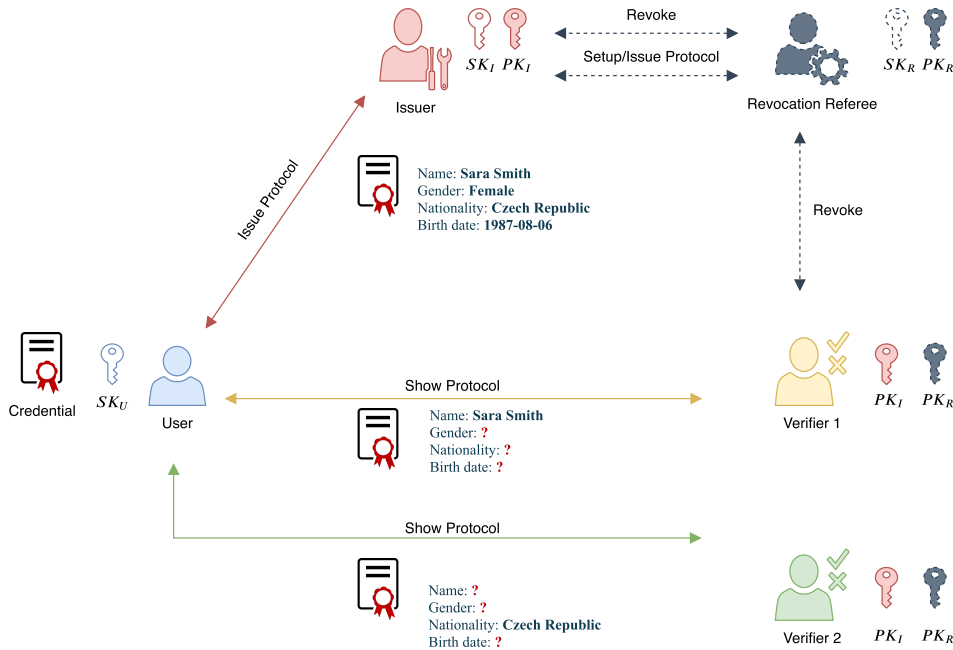 Revoke
Setup/Issue Protocol
SK_I PK_I
SK_R PK_R
Issuer
Revocation Referee
Issue Protocol
Name: Sara Smith
Gender: Female
Nationality: Czech Republic
Birth date: 1987-08-06
Revoke
Credential
SK_U
User
Show Protocol
Name: Sara Smith
Gender: ?
Nationality: ?
Birth date: ?
Verifier 1
PK_I PK_R
Show Protocol
Name: ?
Gender: ?
Nationality: Czech Republic
Birth date: ?
Verifier 2
PK_I PK_R